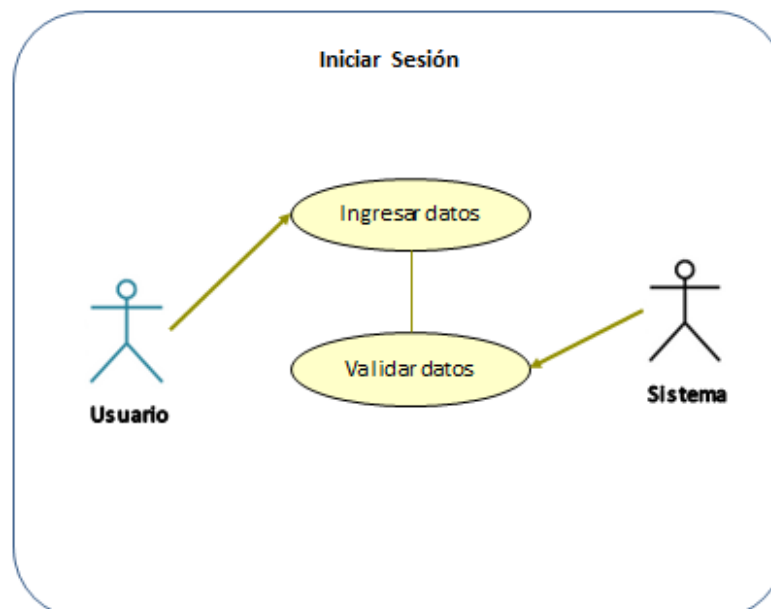 Iniciar Sesión
Ingresar datos
Validar datos
Usuario
Sistema